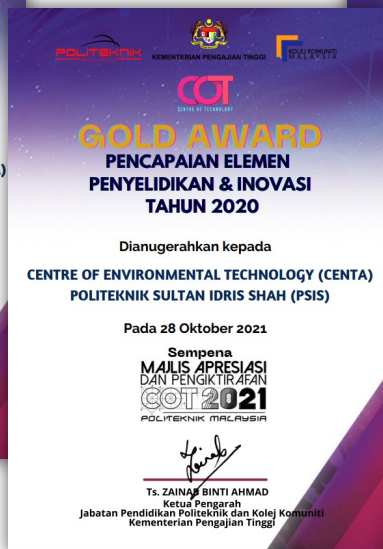 POLITEKNIK
MALAYSIA
KEMENTERIAN PENGAJIAN TINGGI
KOLEJ KOMUNITI
MALAYSIA
COT
CENTRE OF TECHNOLOGY
GOLD AWARD
PENCAPAIAN ELEMEN
PENYELIDIKAN & INOVASI
TAHUN 2020
Dianugerahkan kepada
CENTRE OF ENVIRONMENTAL TECHNOLOGY (CENTA)
POLITEKNIK SULTAN IDRIS SHAH (PSIS)
Pada 28 Oktober 2021
Sempena
MAJLIS APRESIASI
DAN PENGIKTIRAFAN
COT 2021
POLITEKNIK MALAYSIA
Ts. ZAINAB BINTI AHMAD
Ketua Pengarah
Jabatan Pendidikan Politeknik dan Kolej Komuniti
Kementerian Pengajian Tinggi